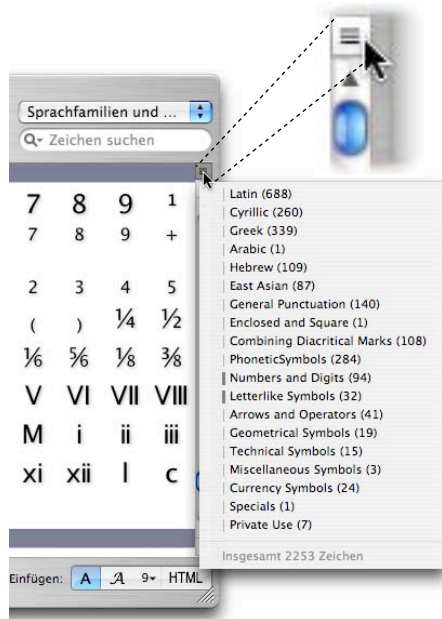 Sprachfamilien und ...
Zeichen suchen
7 8 9 ¹
7 8 9 +
2 3 4 5
( ) ¼ ½
⅙ ⅚ ⅛ ⅜
V VI VII VIII
M i ii iii
xi xii l c
Latin (688)
Cyrillic (260)
Greek (339)
Arabic (1)
Hebrew (109)
East Asian (87)
General Punctuation (140)
Enclosed and Square (1)
Combining Diacritical Marks (108)
PhoneticSymbols (284)
Numbers and Digits (94)
Letterlike Symbols (32)
Arrows and Operators (41)
Geometrical Symbols (19)
Technical Symbols (15)
Miscellaneous Symbols (3)
Currency Symbols (24)
Specials (1)
Private Use (7)
Insgesamt 2253 Zeichen
Einfügen: A A 9 HTML